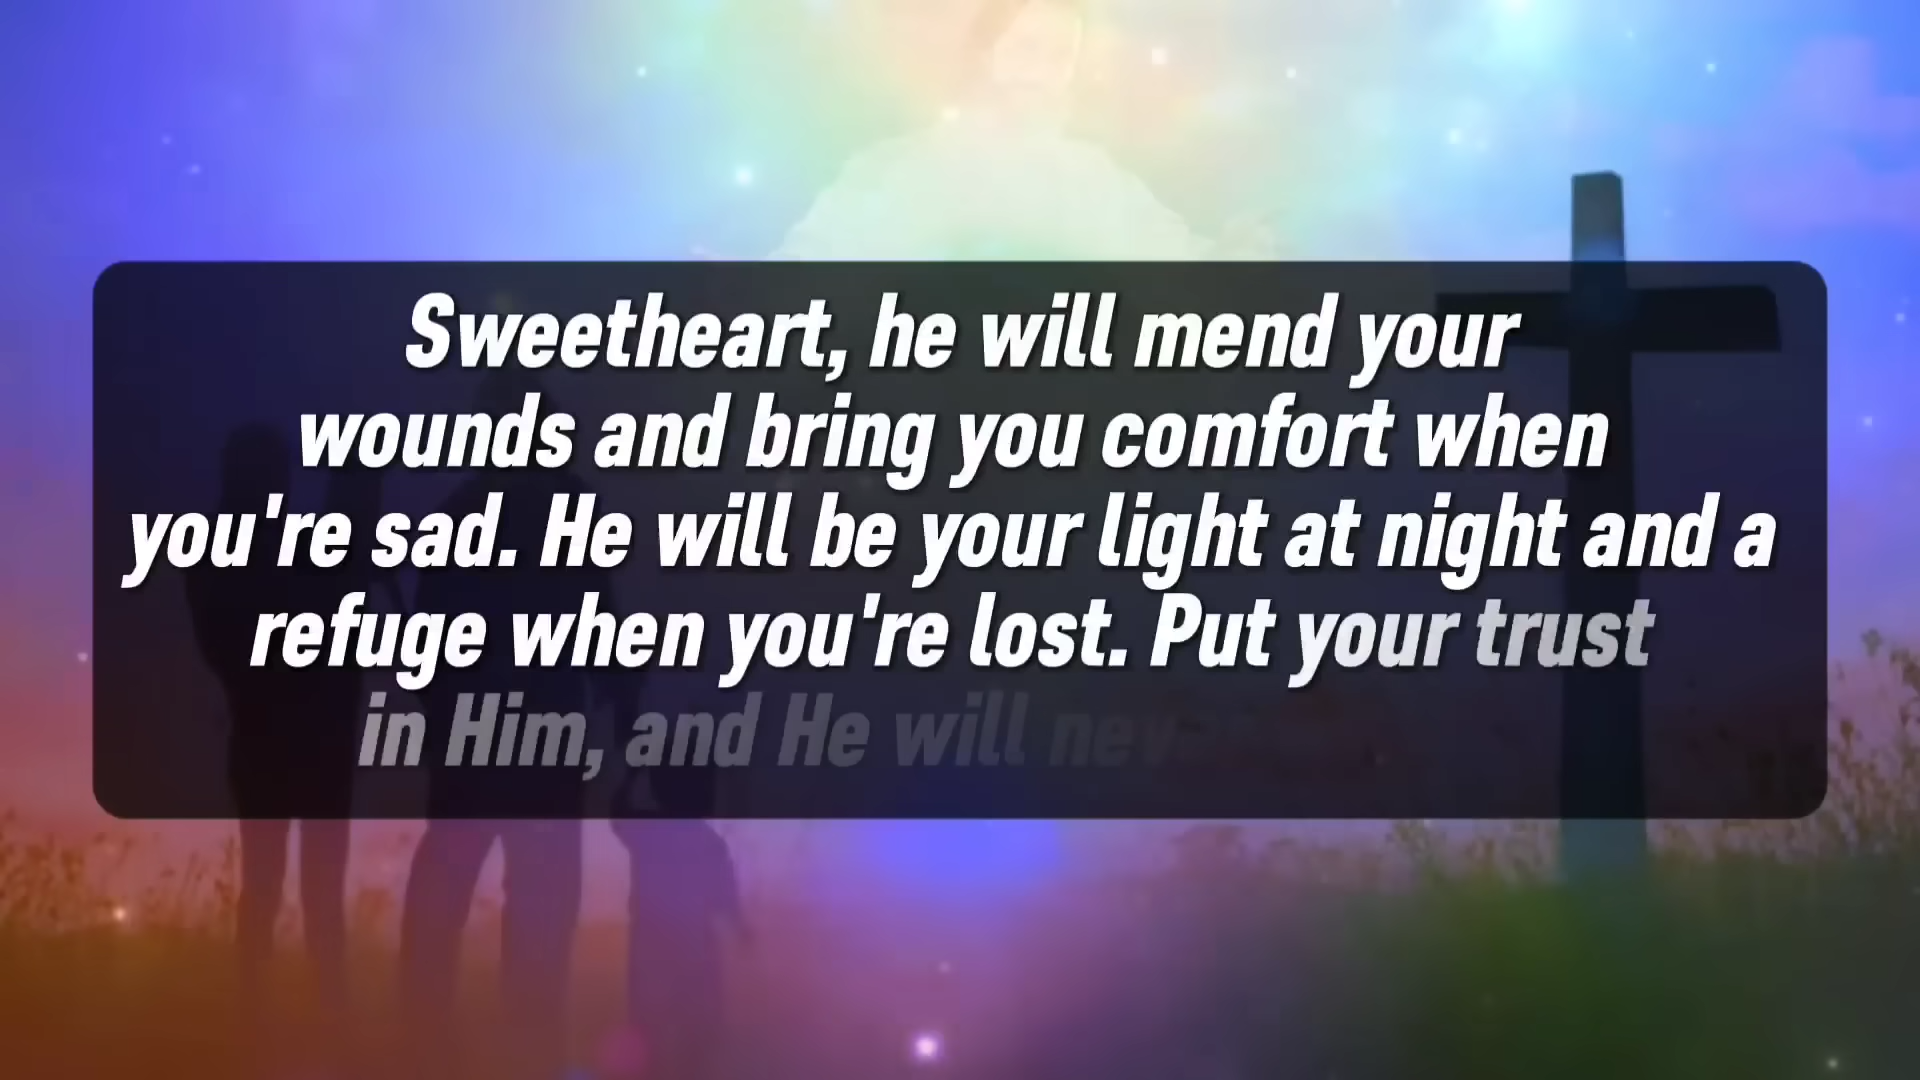 Sweetheart, he will mend your
wounds and bring you comfort when
you're sad. He will be your light at night and a
refuge when you're lost. Put your trust
in Him, and He will